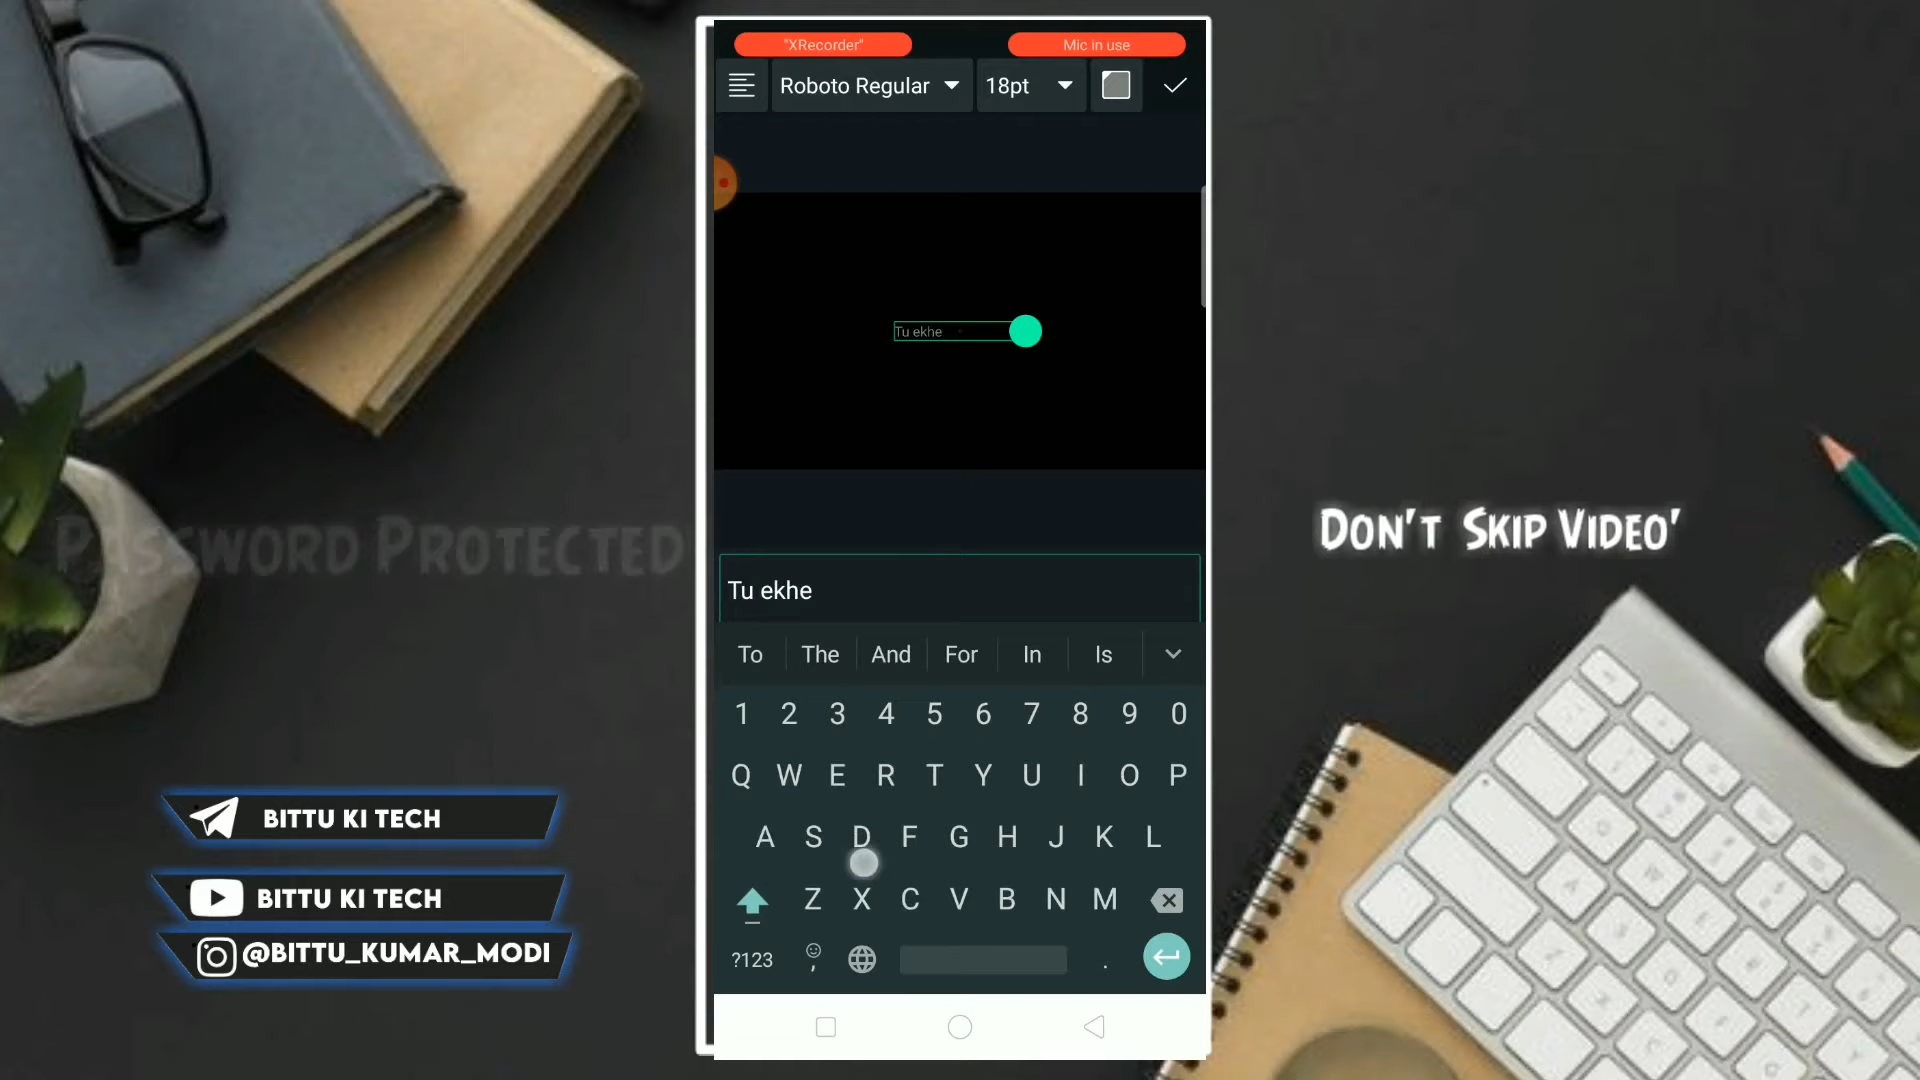 "XRecorder"
Mic in use
Roboto Regular
18pt
Tu ekhe
PASSWORD PROTECTED
DON'T SKIP VIDEO'
Tu ekhe
To The And For In Is
1 2 3 4 5 6 7 8 9 0
Q W E R T Y U I O P
A S D F G H J K L
Z X C V B N M
?123 , .
BITTU KI TECH
BITTU KI TECH
@BITTU_KUMAR_MODI